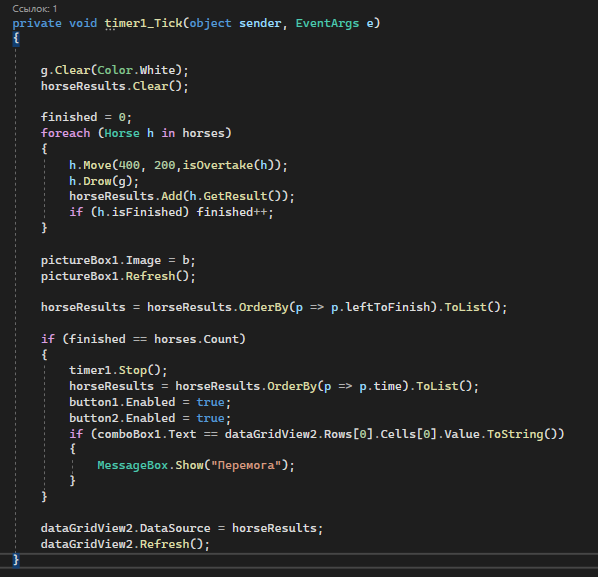 Ссылок: 1
private void timer1_Tick(object sender, EventArgs e)
{
g.Clear(Color.White);
horseResults.Clear();
finished = 0;
foreach (Horse h in horses)
{
h.Move(400, 200,isOvertake(h));
h.Drow(g);
horseResults.Add(h.GetResult());
if (h.isFinished) finished++;
}
pictureBox1.Image = b;
pictureBox1.Refresh();
horseResults = horseResults.OrderBy(p => p.leftToFinish).ToList();
if (finished == horses.Count)
{
timer1.Stop();
horseResults = horseResults.OrderBy(p => p.time).ToList();
button1.Enabled = true;
button2.Enabled = true;
if (comboBox1.Text == dataGridView2.Rows[0].Cells[0].Value.ToString())
{
MessageBox.Show("Перемога");
}
}
dataGridView2.DataSource = horseResults;
dataGridView2.Refresh();
}